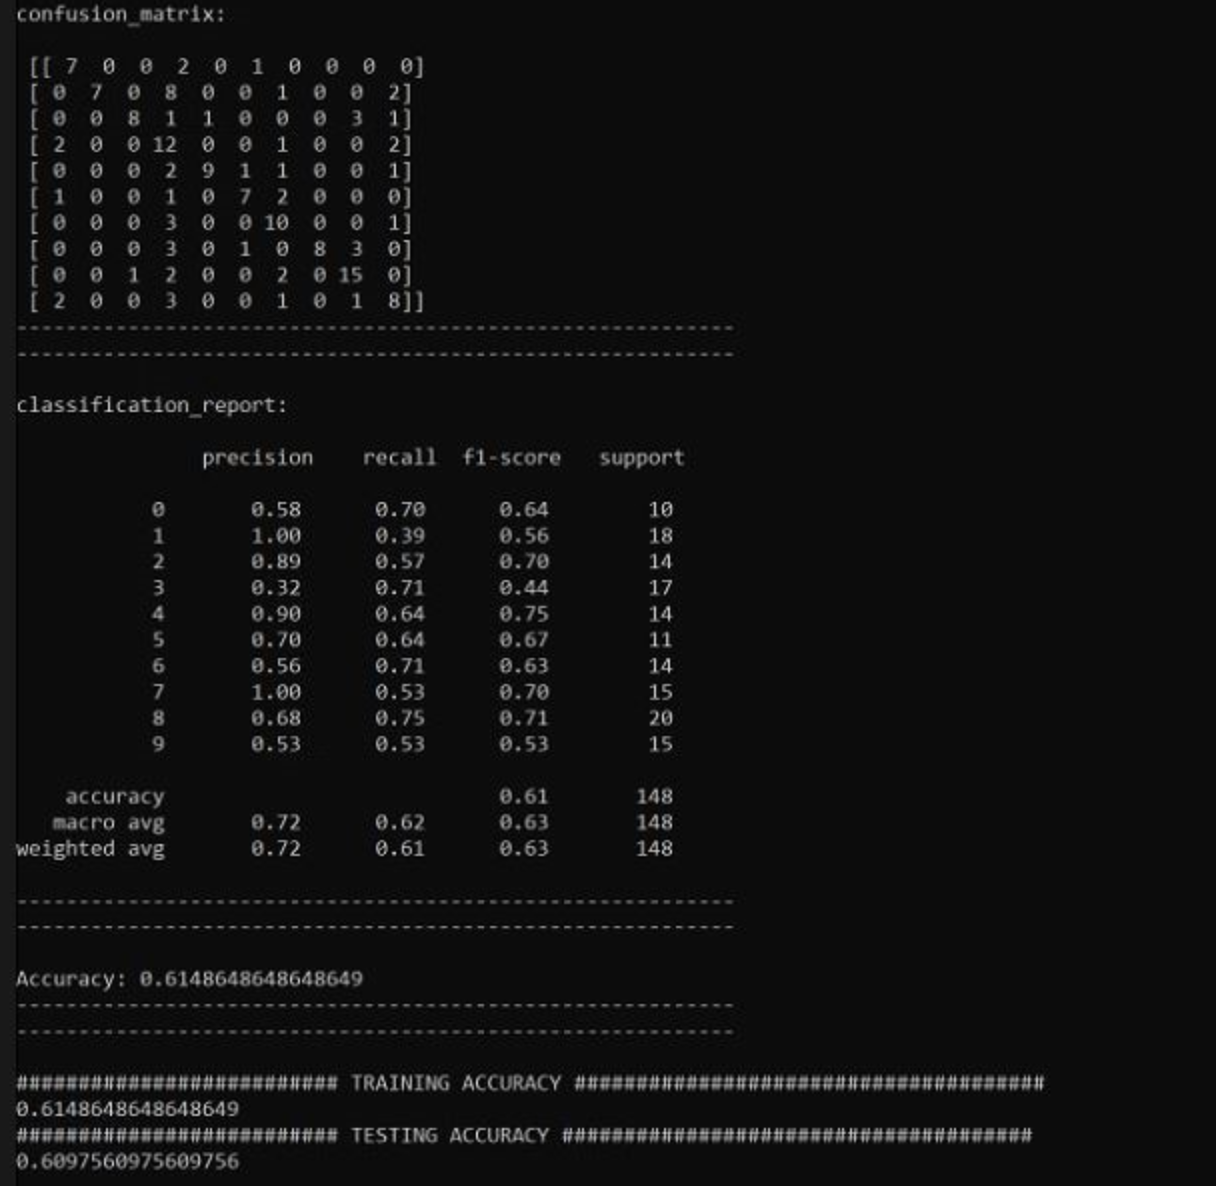 confusion_matrix:
[[ 7 0 0 2 0 1 0 0 0 0]
[ 0 7 0 8 0 0 1 0 0 2]
[ 0 0 8 1 1 0 0 0 3 1]
[ 2 0 0 12 0 0 1 0 0 2]
[ 0 0 0 2 9 1 1 0 0 1]
[ 1 0 0 1 0 7 2 0 0 0]
[ 0 0 0 3 0 0 10 0 0 1]
[ 0 0 0 3 0 1 0 8 3 0]
[ 0 0 1 2 0 0 2 0 15 0]
[ 2 0 0 3 0 0 1 0 1 8]]
----------------------------------------------------------
----------------------------------------------------------
classification_report:
precision recall f1-score support
0 0.58 0.70 0.64 10
1 1.00 0.39 0.56 18
2 0.89 0.57 0.70 14
3 0.32 0.71 0.44 17
4 0.90 0.64 0.75 14
5 0.70 0.64 0.67 11
6 0.56 0.71 0.63 14
7 1.00 0.53 0.70 15
8 0.68 0.75 0.71 20
9 0.53 0.53 0.53 15
accuracy 0.61 148
macro avg 0.72 0.62 0.63 148
weighted avg 0.72 0.61 0.63 148
----------------------------------------------------------
----------------------------------------------------------
Accuracy: 0.6148648648648649
----------------------------------------------------------
----------------------------------------------------------
########################## TRAINING ACCURACY ######################################
0.6148648648648649
########################## TESTING ACCURACY ######################################
0.6097560975609756